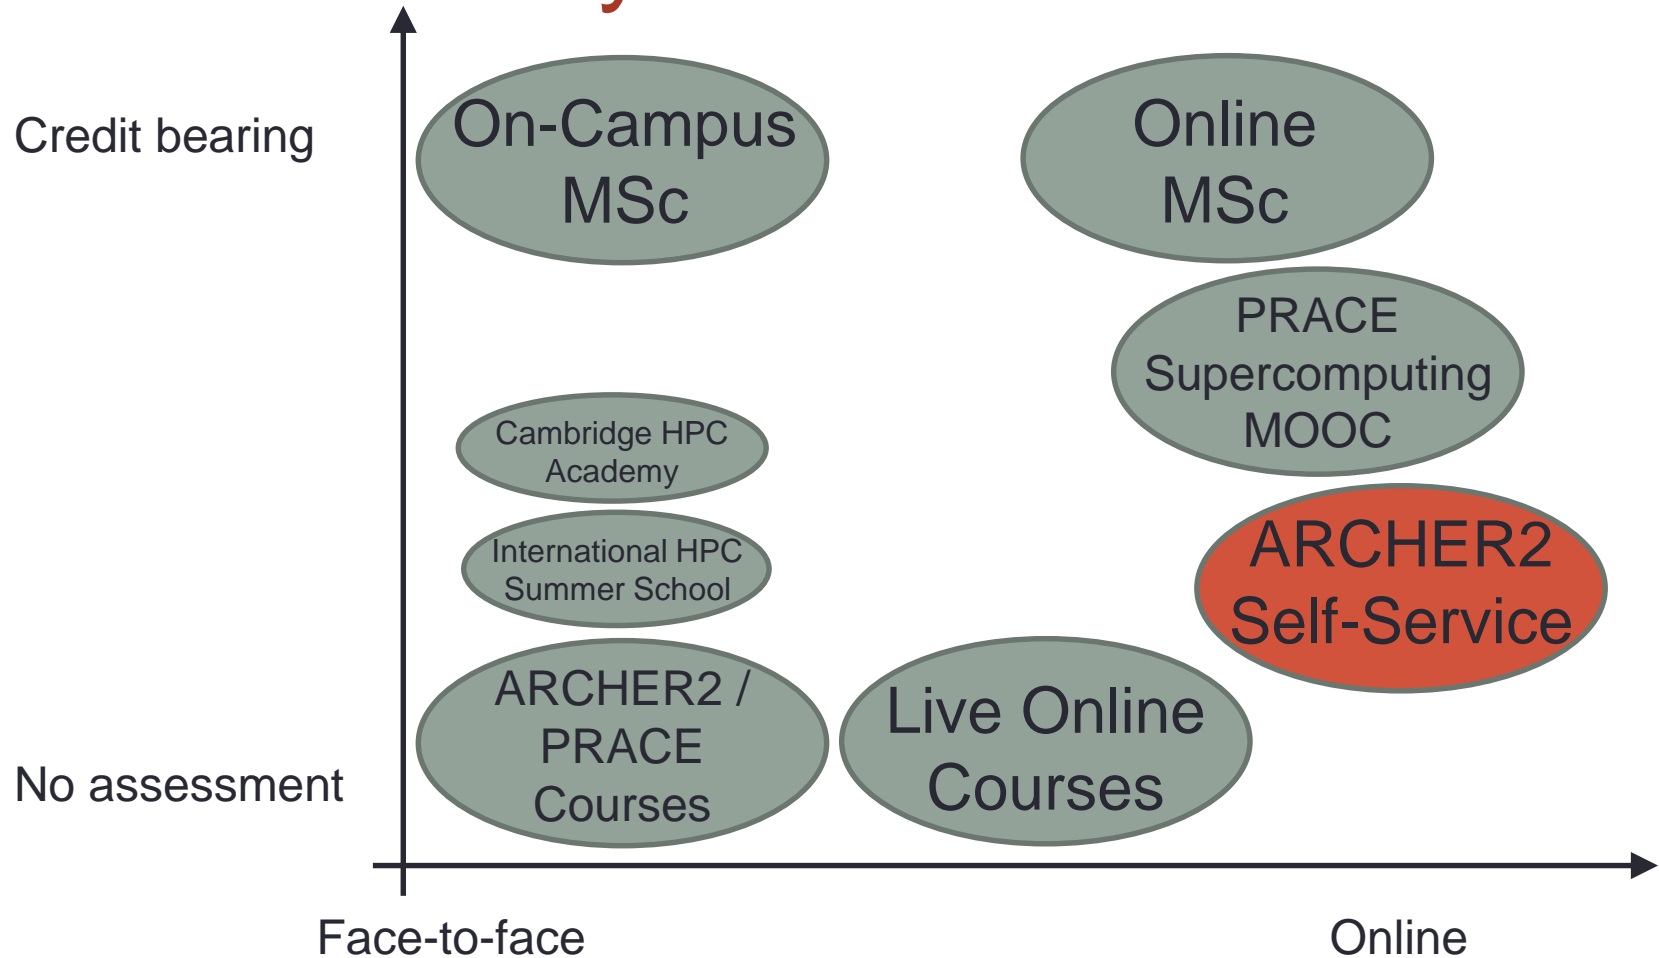 Credit bearing
On-Campus
MSc
Online
MSc
PRACE
Supercomputing
MOOC
Cambridge HPC
Academy
International HPC
Summer School
ARCHER2
Self-Service
ARCHER2 /
PRACE
Courses
Live Online
Courses
No assessment
Face-to-face
Online